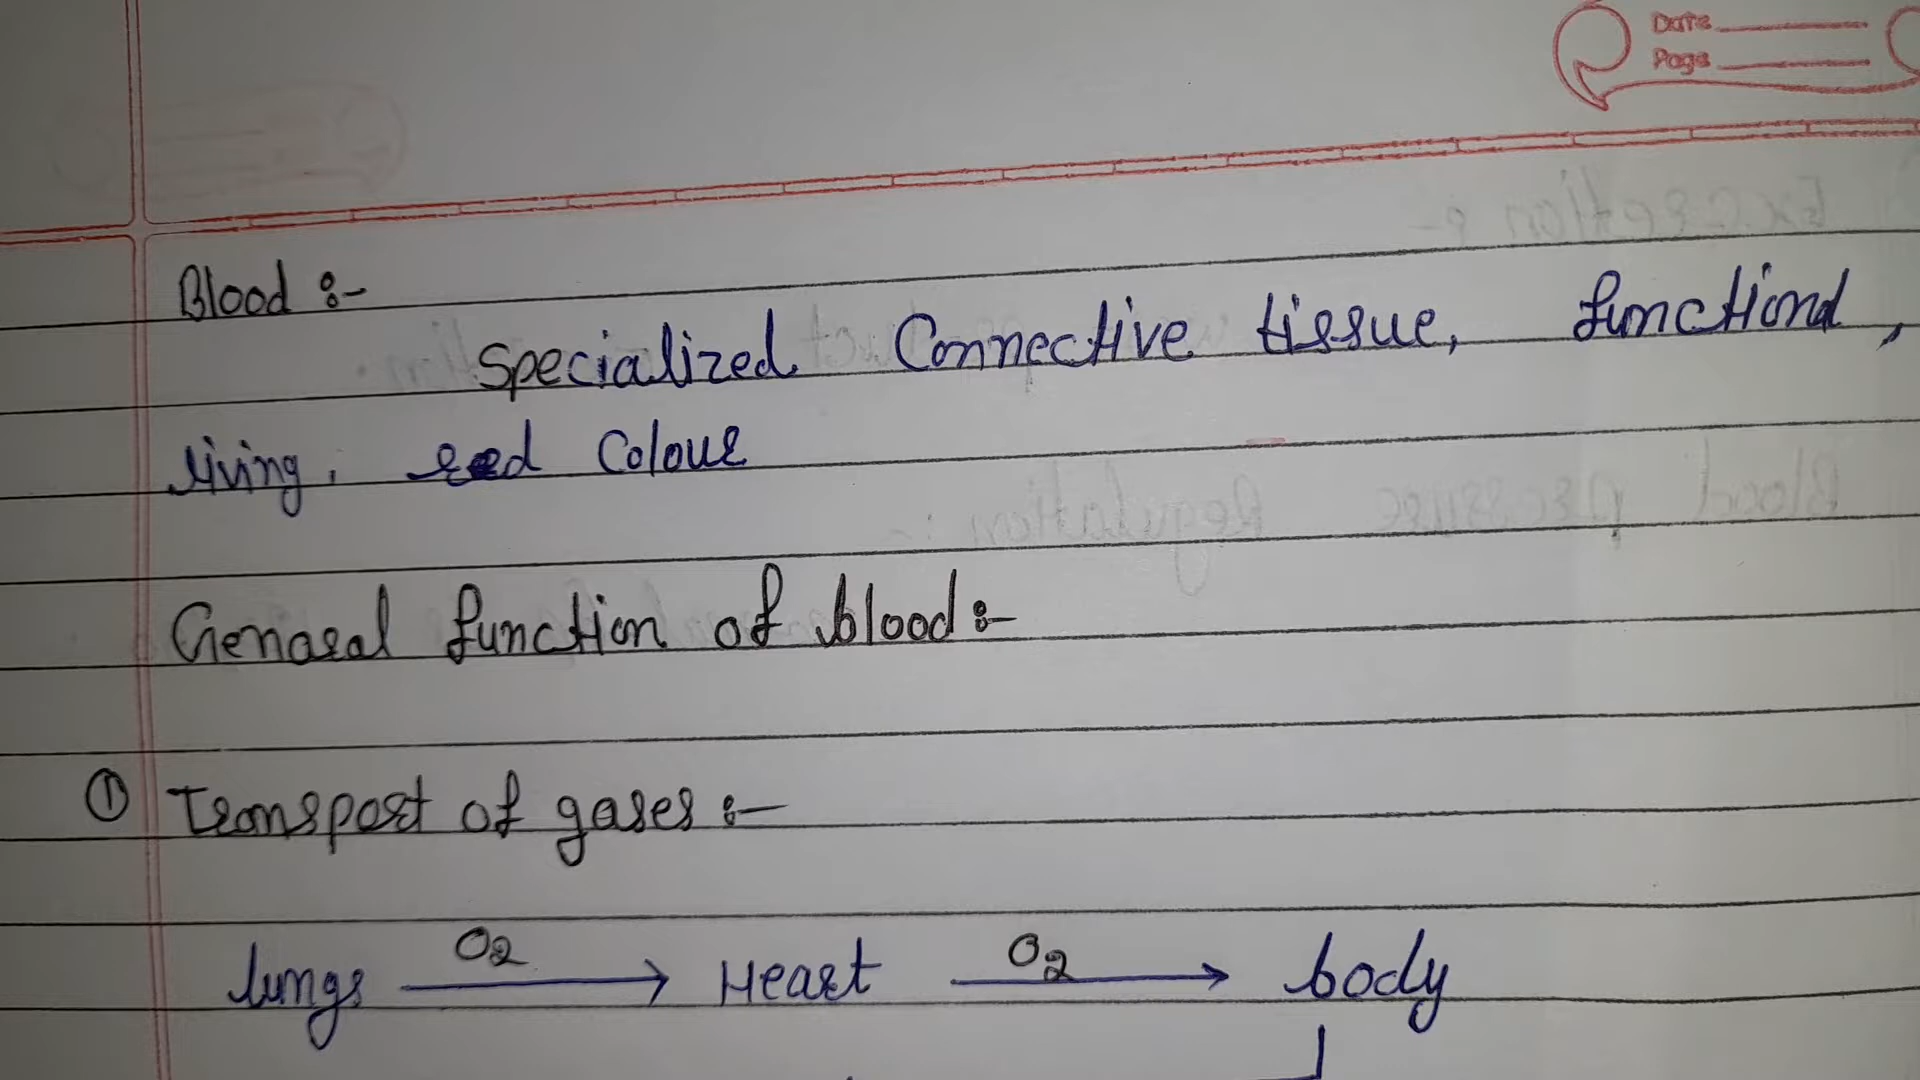 Date
Page
Blood :-
Specialized Connective tissue, functional,
living, red colour
Genaral function of blood :-
① Transport of gases :-
lungs —O2→ Heart —O2→ body